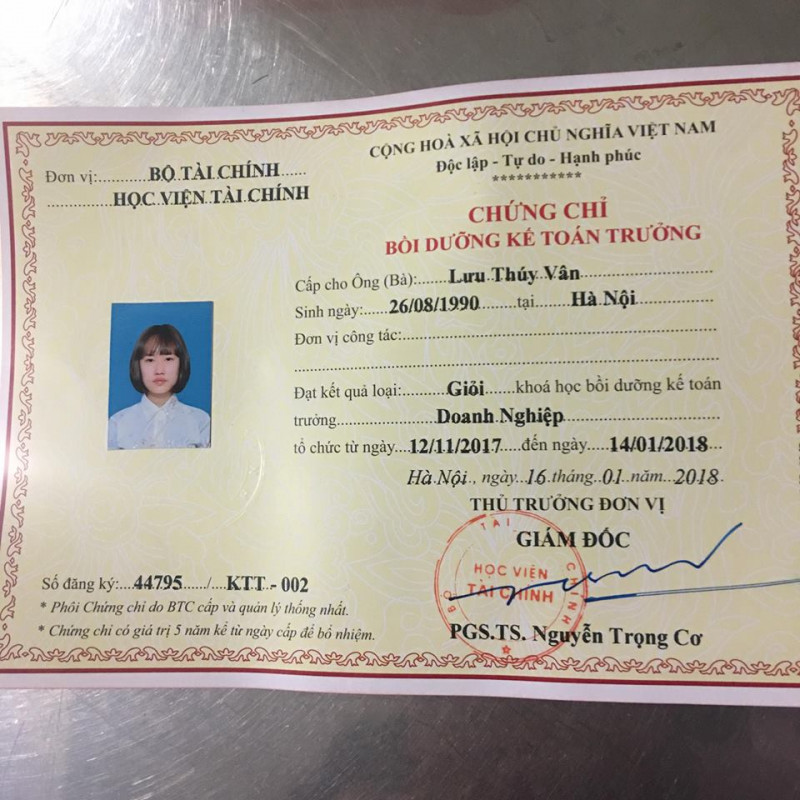 Đơn vị:...........BỘ TÀI CHÍNH......
................HỌC VIỆN TÀI CHÍNH
CỘNG HOÀ XÃ HỘI CHỦ NGHĨA VIỆT NAM
Độc lập - Tự do - Hạnh phúc
***********
CHỨNG CHỈ
BỒI DƯỠNG KẾ TOÁN TRƯỞNG
Cấp cho Ông (Bà):.......Lưu Thúy Vân..............................
Sinh ngày:......26/08/1990.........tại.........Hà Nội....................
Đơn vị công tác:.......................................................................
Đạt kết quả loại:...........Giỏi.......khoá học bồi dưỡng kế toán
trưởng.........................Doanh Nghiệp...................................
tổ chức từ ngày....12/11/2017.....đến ngày......14/01/2018...
Hà Nội., ngày..16.tháng..01.năm...2018.
THỦ TRƯỞNG ĐƠN VỊ
GIÁM ĐỐC
BỘ TÀI CHÍNH
HỌC VIỆN
TÀI CHÍNH
PGS.TS. Nguyễn Trọng Cơ
Số đăng ký:....44795....../....KTT - 002
* Phôi Chứng chỉ do BTC cấp và quản lý thống nhất.
* Chứng chỉ có giá trị 5 năm kể từ ngày cấp để bổ nhiệm.